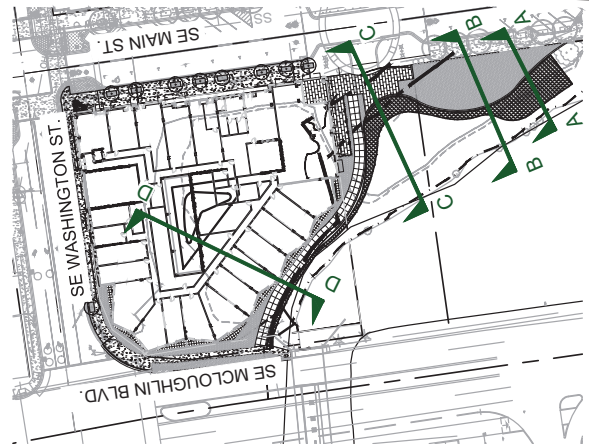 SE MAIN ST.
C
B
A
SE WASHINGTON ST.
D
A
B
C
D
SE MCLOUGHLIN BLVD.